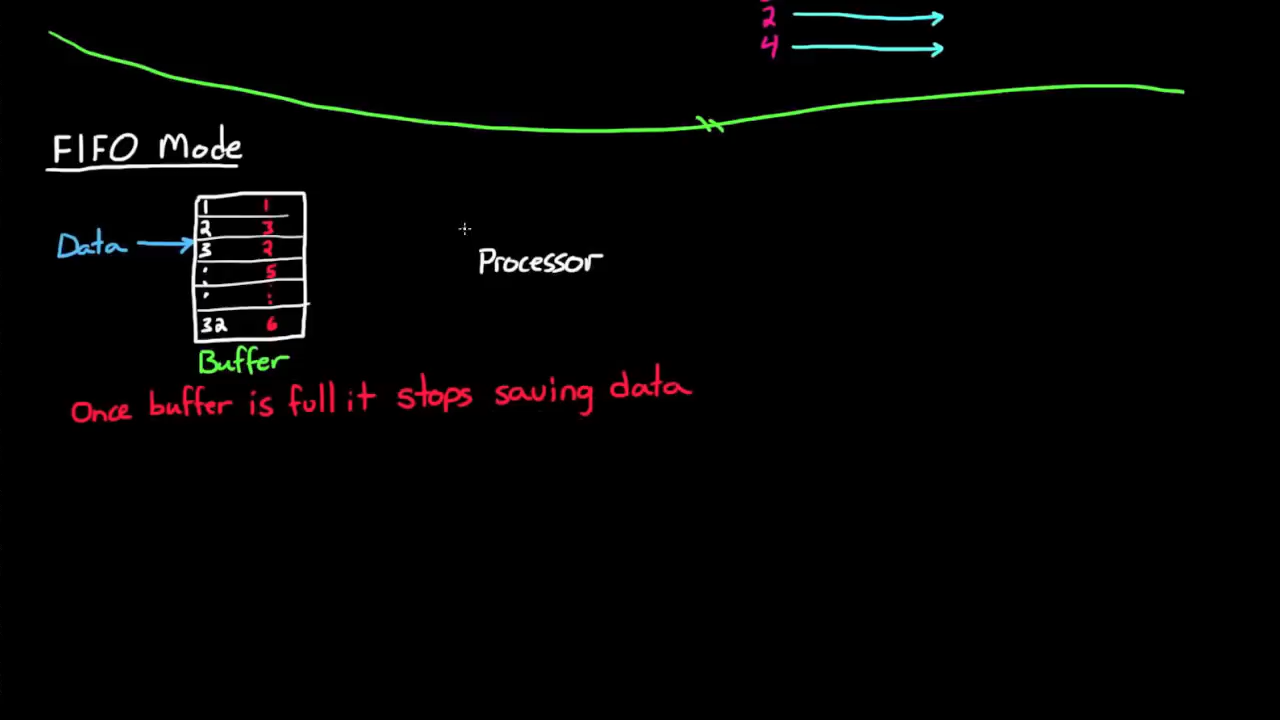 2
4
FIFO Mode
1 1
2 3
Data
3 2
: 5
. :
32 6
Processor
Buffer
Once buffer is full it stops saving data